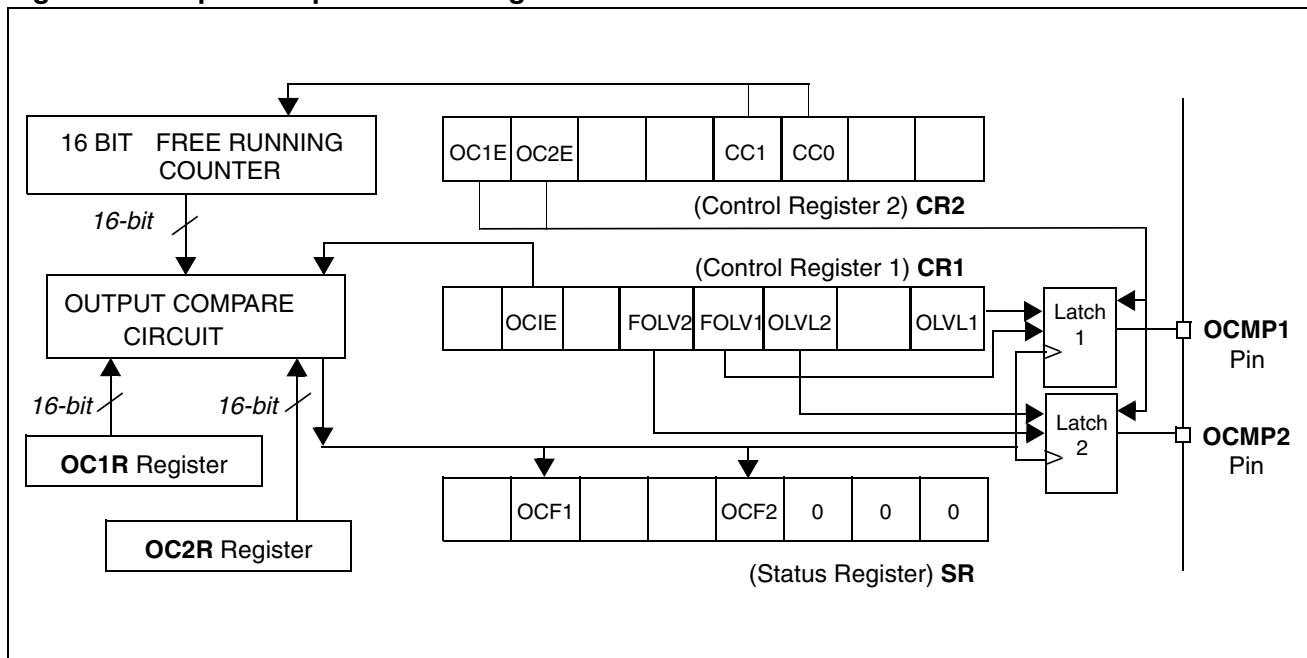 16 BIT FREE RUNNING
COUNTER
OC1E OC2E CC1 CC0
(Control Register 2) CR2
16-bit
(Control Register 1) CR1
OUTPUT COMPARE
CIRCUIT
OCIE FOLV2 FOLV1 OLVL2 OLVL1
Latch
1
OCMP1
Pin
16-bit
16-bit
Latch
2
OCMP2
Pin
OC1R Register
OCF1 OCF2 0 0 0
OC2R Register
(Status Register) SR